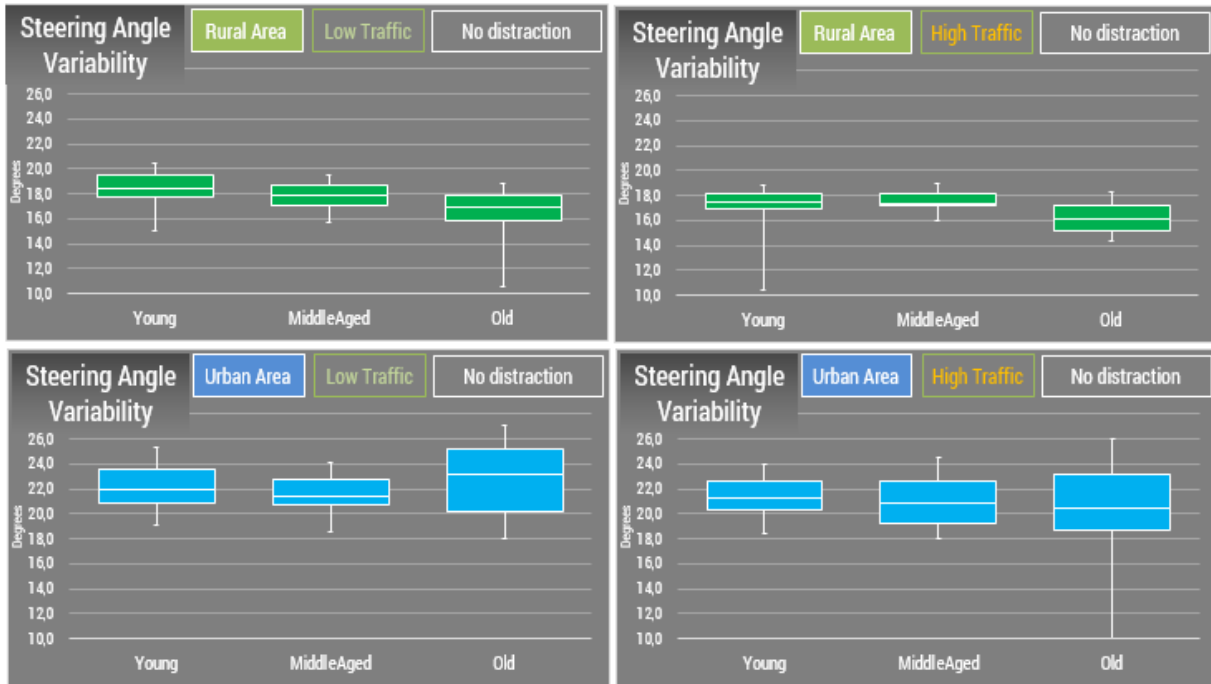 Steering Angle
Variability
Rural Area
Low Traffic
No distraction
26,0
24,0
22,0
20,0
18,0
16,0
14,0
12,0
10,0
Degrees
Young
MiddleAged
Old
Steering Angle
Variability
Rural Area
High Traffic
No distraction
26,0
24,0
22,0
20,0
18,0
16,0
14,0
12,0
10,0
Degrees
Young
MiddleAged
Old
Steering Angle
Variability
Urban Area
Low Traffic
No distraction
26,0
24,0
22,0
20,0
18,0
16,0
14,0
12,0
10,0
Degrees
Young
MiddleAged
Old
Steering Angle
Variability
Urban Area
High Traffic
No distraction
26,0
24,0
22,0
20,0
18,0
16,0
14,0
12,0
10,0
Degrees
Young
MiddleAged
Old